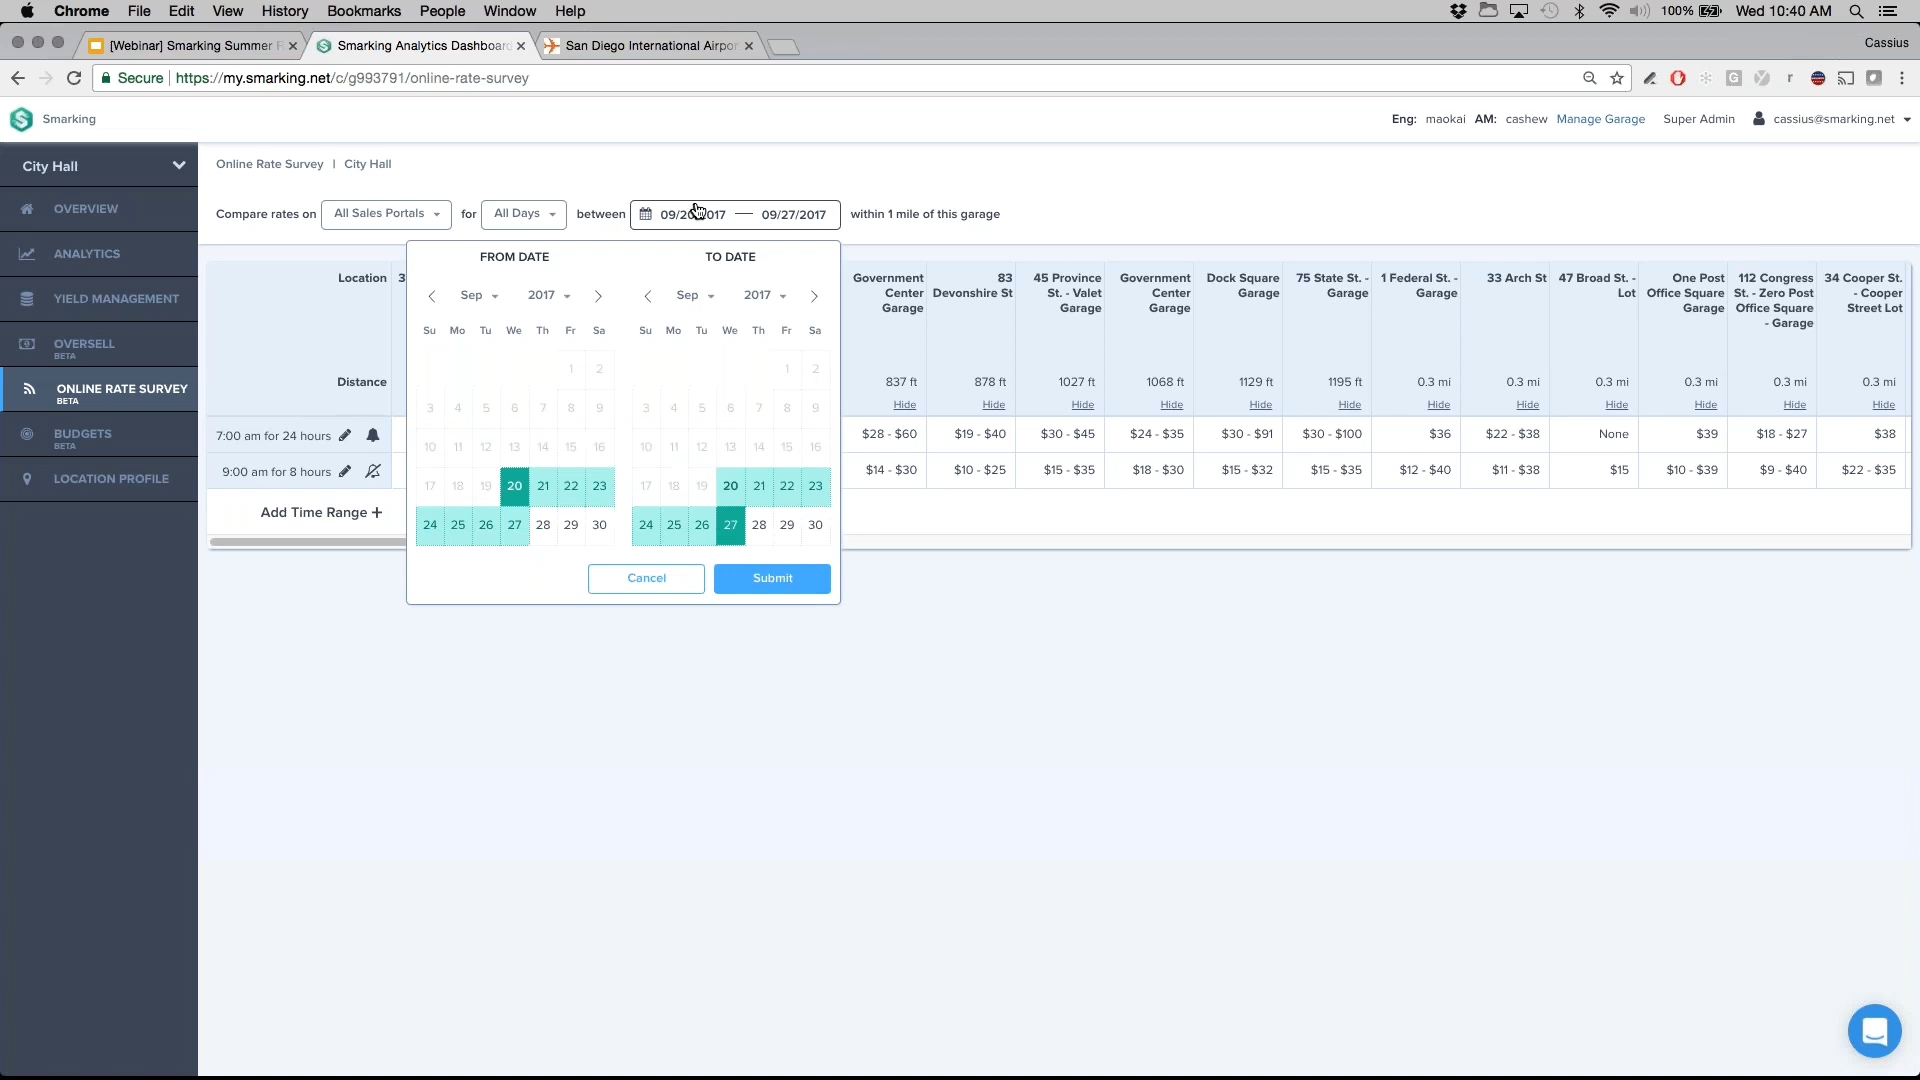 Chrome File Edit View History Bookmarks People Window Help 100% Wed 10:40 AM
[Webinar] Smarking Summer R Smarking Analytics Dashboard San Diego International Airpor Cassius
Secure https://my.smarking.net/c/g993791/online-rate-survey
Smarking Eng: maokai AM: cashew Manage Garage Super Admin cassius@smarking.net
City Hall
OVERVIEW
ANALYTICS
YIELD MANAGEMENT
OVERSELL
BETA
ONLINE RATE SURVEY
BETA
BUDGETS
BETA
LOCATION PROFILE
Online Rate Survey | City Hall
Compare rates on All Sales Portals for All Days between 09/20/2017 — 09/27/2017 within 1 mile of this garage
FROM DATE TO DATE
Sep 2017 Sep 2017
Su Mo Tu We Th Fr Sa Su Mo Tu We Th Fr Sa
1 2 1 2
3 4 5 6 7 8 9 3 4 5 6 7 8 9
10 11 12 13 14 15 16 10 11 12 13 14 15 16
17 18 19 20 21 22 23 17 18 19 20 21 22 23
24 25 26 27 28 29 30 24 25 26 27 28 29 30
Cancel Submit
Location 3 Government 83 45 Province Government Dock Square 75 State St. - 1 Federal St. - 33 Arch St 47 Broad St. - One Post 112 Congress 34 Cooper St.
Center Devonshire St St. - Valet Center Garage Garage Garage Lot Office Square St. - Zero Post - Cooper
Garage Garage Garage Garage Office Square Street Lot
- Garage
Distance 837 ft 878 ft 1027 ft 1068 ft 1129 ft 1195 ft 0.3 mi 0.3 mi 0.3 mi 0.3 mi 0.3 mi 0.3 mi
Hide Hide Hide Hide Hide Hide Hide Hide Hide Hide Hide Hide
7:00 am for 24 hours $28 - $60 $19 - $40 $30 - $45 $24 - $35 $30 - $91 $30 - $100 $36 $22 - $38 None $39 $18 - $27 $38
9:00 am for 8 hours $14 - $30 $10 - $25 $15 - $35 $18 - $30 $15 - $32 $15 - $35 $12 - $40 $11 - $38 $15 $10 - $39 $9 - $40 $22 - $35
Add Time Range +